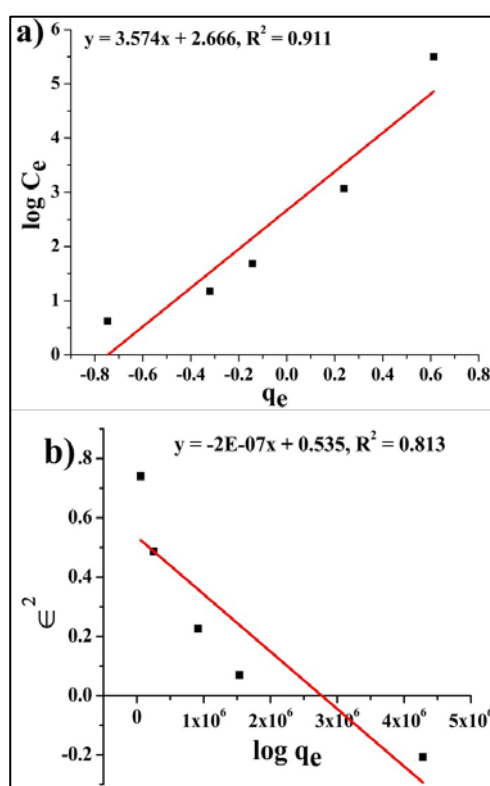 a)
y = 3.574x + 2.666, R² = 0.911
6
5
4
3
2
1
0
log Cₑ
-0.8 -0.6 -0.4 -0.2 0.0 0.2 0.4 0.6 0.8
qₑ
b)
y = -2E-07x + 0.535, R² = 0.813
.8
0.6
0.4
0.2
0.0
-0.2
∈²
0 1x10⁶ 2x10⁶ 3x10⁶ 4x10⁶ 5x10⁶
log qₑ